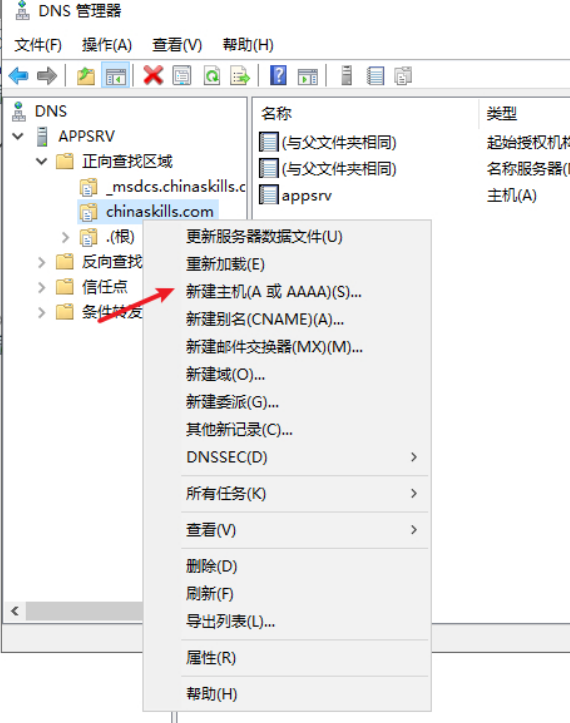 DNS 管理器
文件(F) 操作(A) 查看(V) 帮助(H)
DNS
APPSRV
正向查找区域
_msdcs.chinaskills.c
chinaskills.com
.(根)
反向查找
信任点
条件转发
名称 类型
(与父文件夹相同) 起始授权机构
(与父文件夹相同) 名称服务器(
appsrv 主机(A)
更新服务器数据文件(U)
重新加载(E)
新建主机(A 或 AAAA)(S)...
新建别名(CNAME)(A)...
新建邮件交换器(MX)(M)...
新建域(O)...
新建委派(G)...
其他新记录(C)...
DNSSEC(D)
所有任务(K)
查看(V)
删除(D)
刷新(F)
导出列表(L)...
属性(R)
帮助(H)